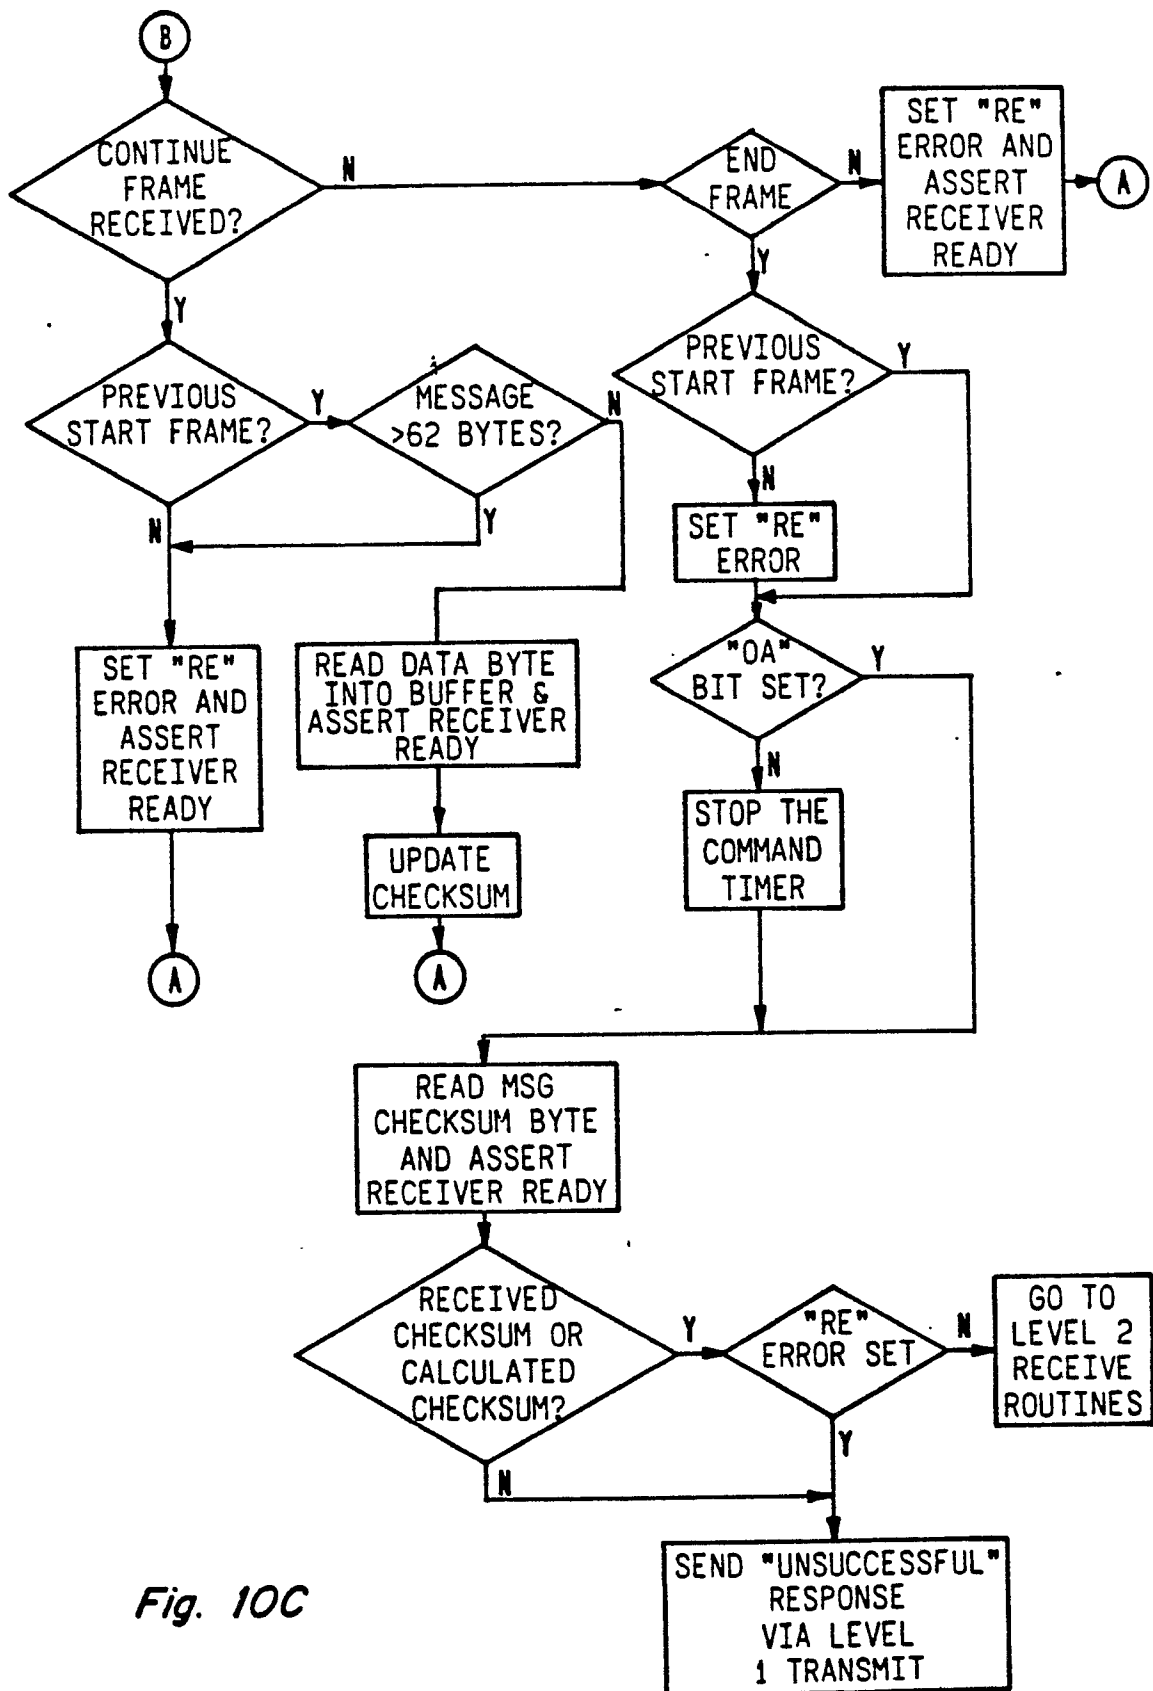 B
CONTINUE
FRAME
RECEIVED?
N
END
FRAME
N
SET "RE"
ERROR AND
ASSERT
RECEIVER
READY
A
Y
Y
PREVIOUS
START FRAME?
Y
MESSAGE
>62 BYTES?
N
PREVIOUS
START FRAME?
Y
N
Y
N
SET "RE"
ERROR
SET "RE"
ERROR AND
ASSERT
RECEIVER
READY
READ DATA BYTE
INTO BUFFER &
ASSERT RECEIVER
READY
"OA"
BIT SET?
Y
N
UPDATE
CHECKSUM
STOP THE
COMMAND
TIMER
A
A
READ MSG
CHECKSUM BYTE
AND ASSERT
RECEIVER READY
RECEIVED
CHECKSUM OR
CALCULATED
CHECKSUM?
Y
"RE"
ERROR SET
N
GO TO
LEVEL 2
RECEIVE
ROUTINES
N
Y
SEND "UNSUCCESSFUL"
RESPONSE
VIA LEVEL
1 TRANSMIT
Fig. 10C